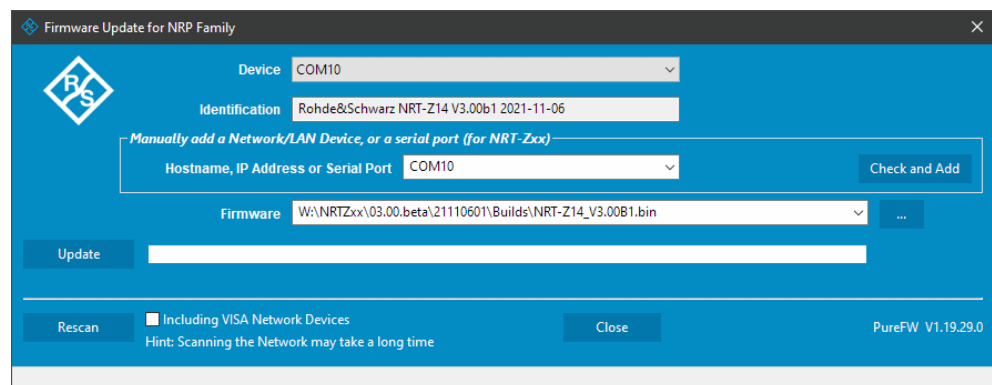 Firmware Update for NRP Family
R
&
S
Device COM10
Identification Rohde&Schwarz NRT-Z14 V3.00b1 2021-11-06
Manually add a Network/LAN Device, or a serial port (for NRT-Zxx)
Hostname, IP Address or Serial Port COM10 Check and Add
Firmware W:\NRTZxx\03.00.beta\21110601\Builds\NRT-Z14_V3.00B1.bin ...
Update
Rescan Including VISA Network Devices Close PureFW V1.19.29.0
Hint: Scanning the Network may take a long time